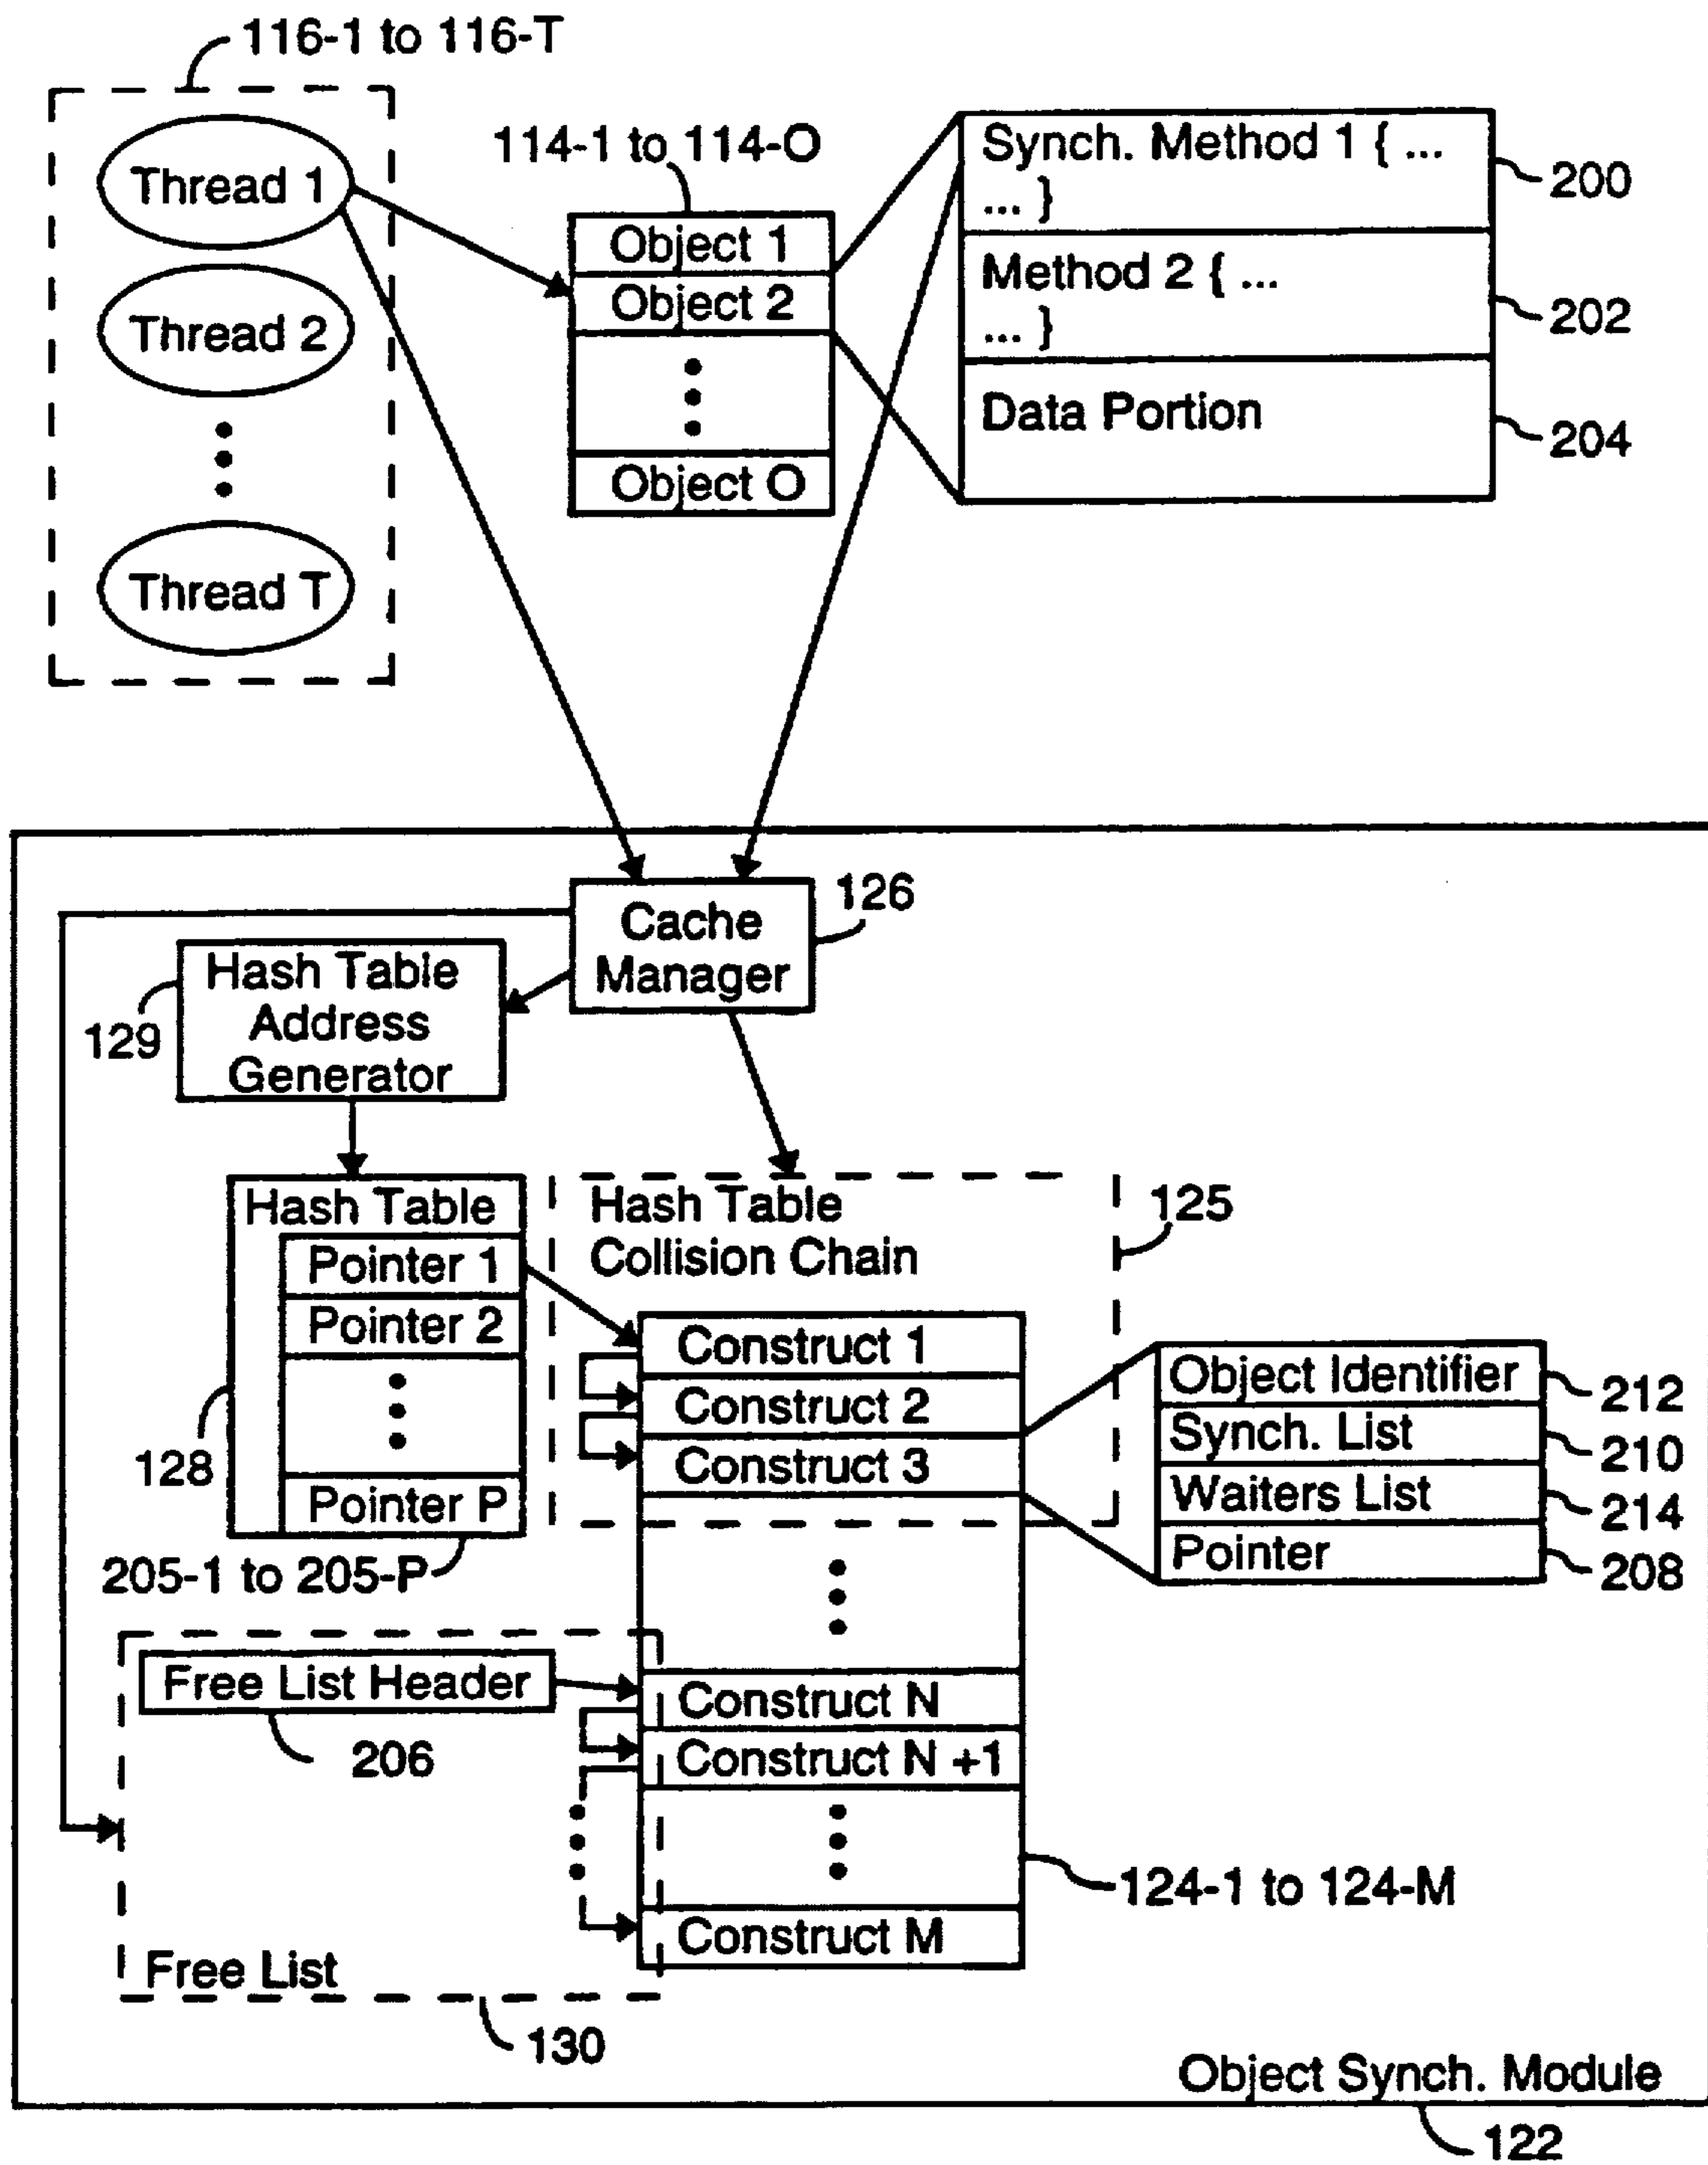 116-1 to 116-T
Thread 1
Thread 2
Thread T
114-1 to 114-O
Object 1
Object 2
Object O
Synch. Method 1 { ...
... }
200
Method 2 { ...
... }
202
Data Portion
204
Cache
Manager
126
Hash Table
Address
Generator
129
Hash Table
Pointer 1
Pointer 2
Pointer P
128
205-1 to 205-P
Hash Table
Collision Chain
125
Construct 1
Construct 2
Construct 3
Object Identifier
212
Synch. List
210
Waiters List
214
Pointer
208
Free List Header
206
Construct N
Construct N +1
Construct M
124-1 to 124-M
Free List
130
Object Synch. Module
122